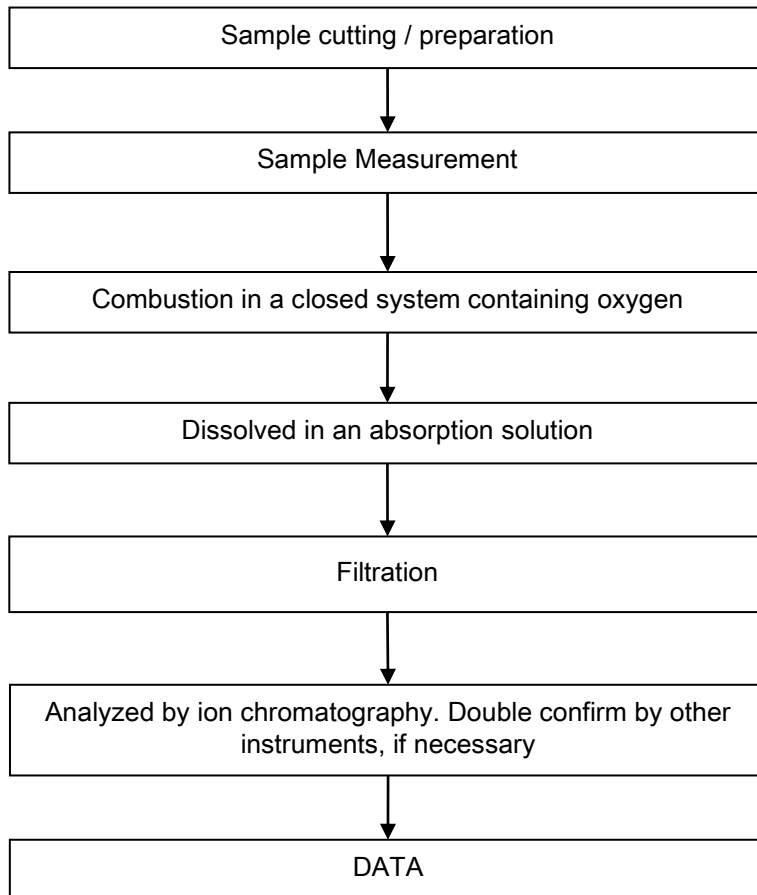 Sample cutting / preparation
Sample Measurement
Combustion in a closed system containing oxygen
Dissolved in an absorption solution
Filtration
Analyzed by ion chromatography. Double confirm by other
instruments, if necessary
DATA